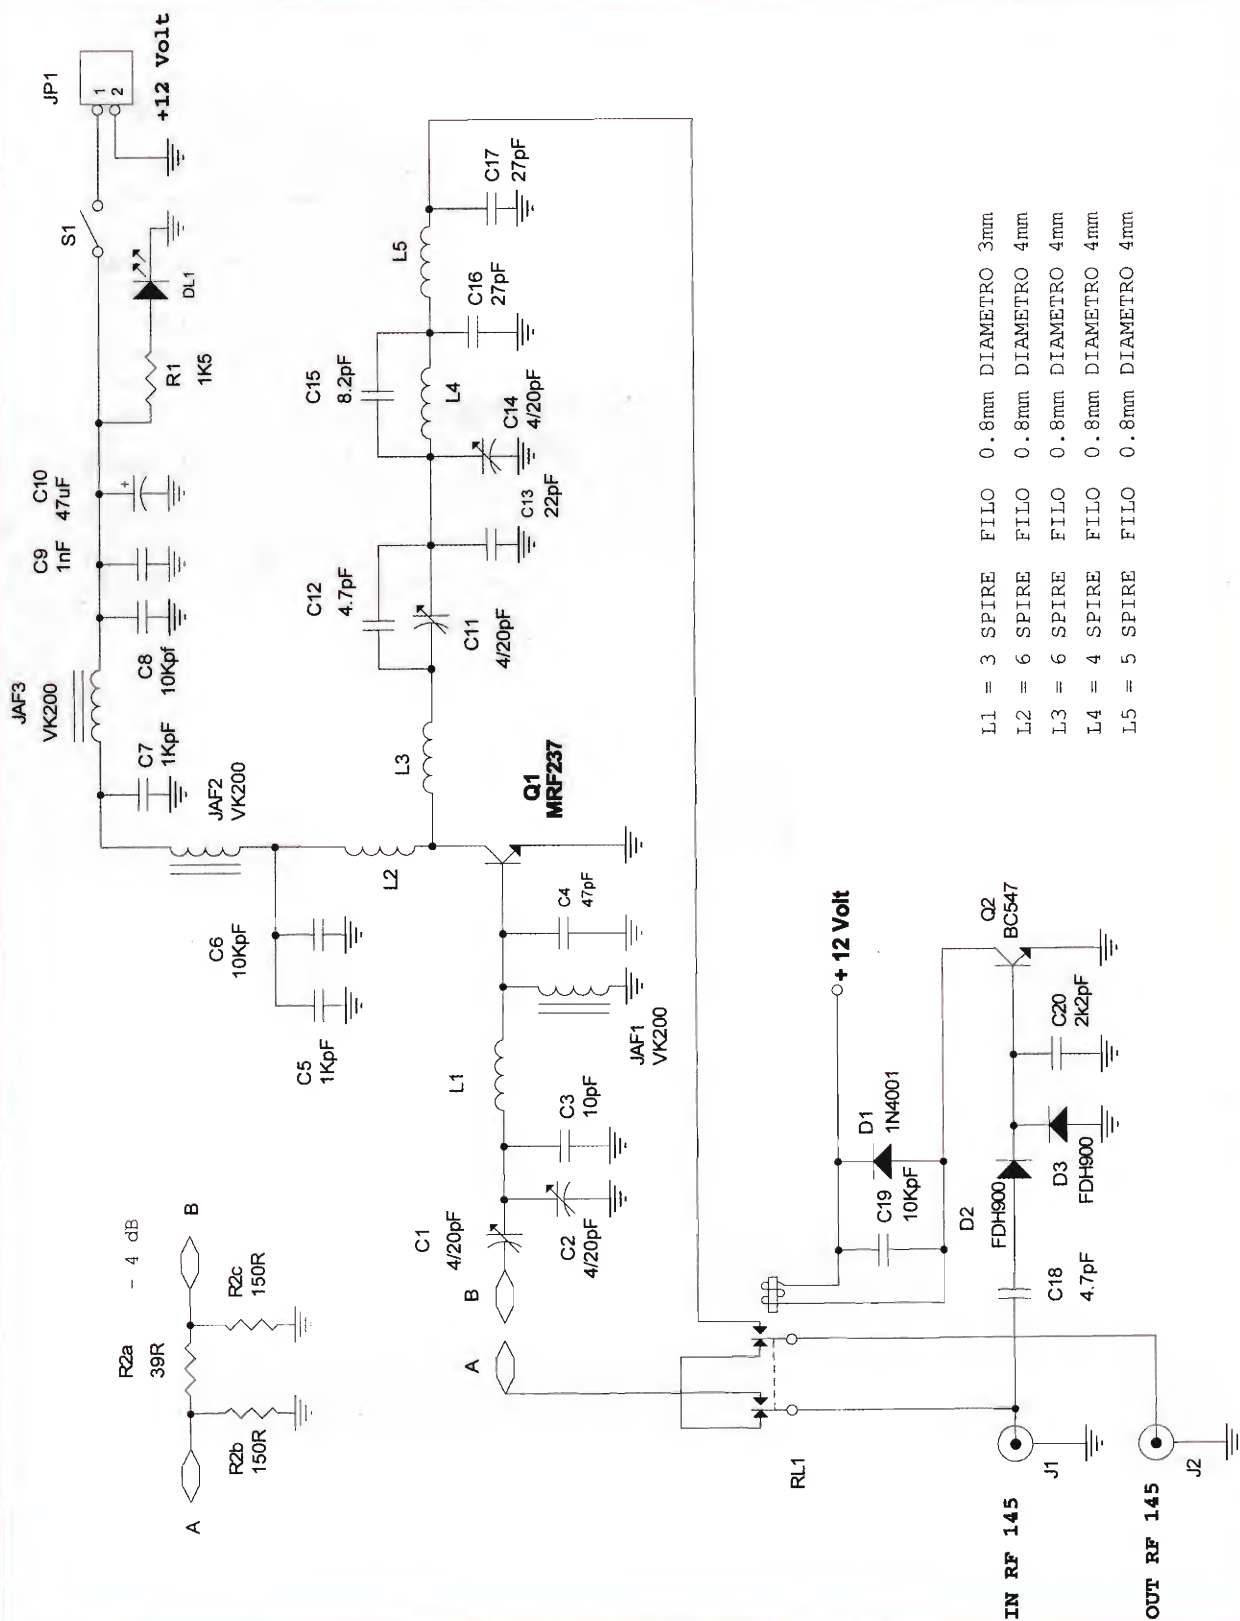 JP1
1
2
+12 Volt
S1
DL1
R1
1K5
C10
47uF
+
C9
1nF
C8
10Kpf
JAF3
VK200
C7
1KpF
JAF2
VK200
C6
10KpF
C5
1KpF
L2
L3
Q1
MRF237
C12
4.7pF
C11
4/20pF
C13
22pF
C15
8.2pF
L4
C14
4/20pF
C16
27pF
L5
C17
27pF
C4
47pF
JAF1
VK200
L1
C3
10pF
C2
4/20pF
C1
4/20pF
B
A
- 4 dB
B
R2c
150R
R2a
39R
R2b
150R
A
+ 12 Volt
D1
1N4001
C19
10KpF
Q2
BC547
C20
2k2pF
D3
FDH900
D2
FDH900
C18
4.7pF
RL1
J1
IN RF 145
J2
OUT RF 145
L1 = 3 SPIRE FILO 0.8mm DIAMETRO 3mm
L2 = 6 SPIRE FILO 0.8mm DIAMETRO 4mm
L3 = 6 SPIRE FILO 0.8mm DIAMETRO 4mm
L4 = 4 SPIRE FILO 0.8mm DIAMETRO 4mm
L5 = 5 SPIRE FILO 0.8mm DIAMETRO 4mm